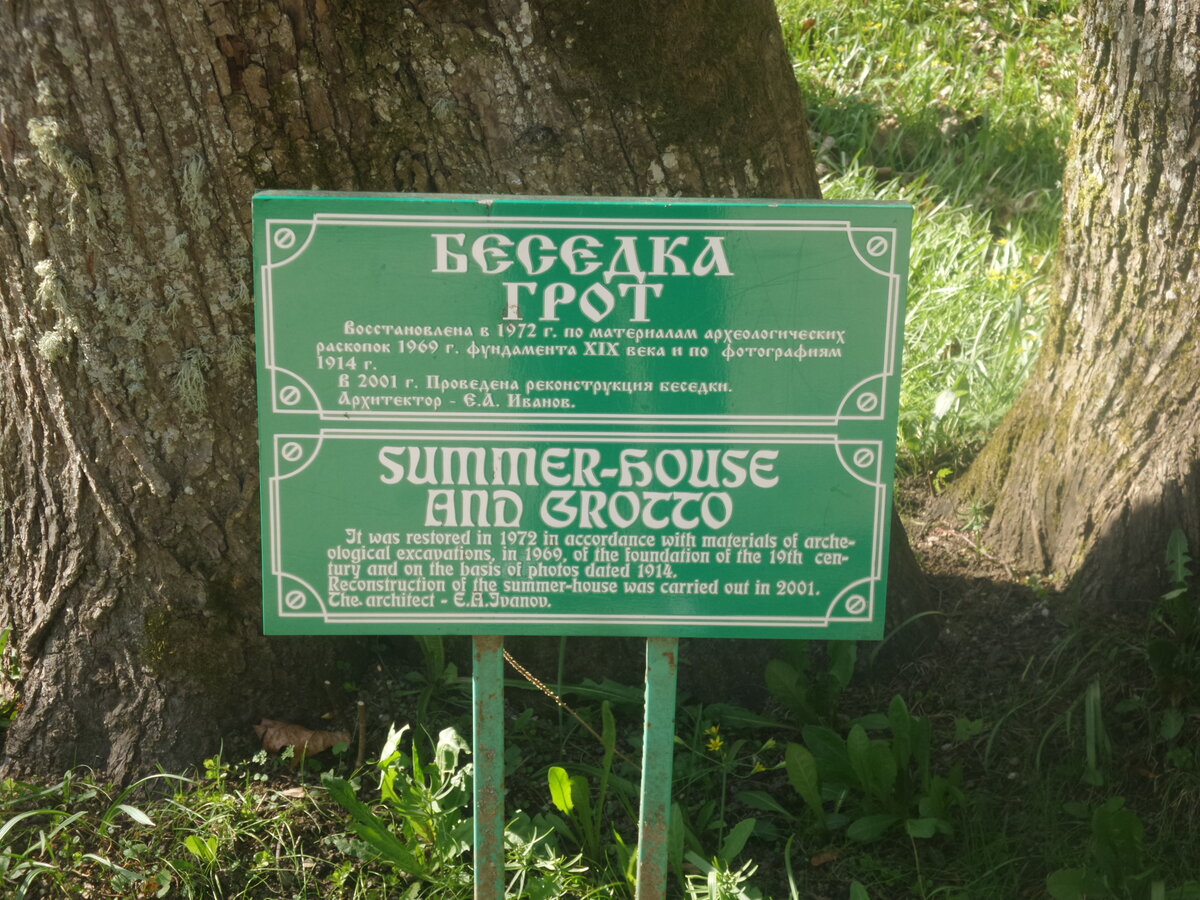 БЕСЕДКА
ГРОТ
Восстановлена в 1972 г. по материалам археологических
раскопок 1969 г. фундамента XIX века и по фотографиям
1914 г.
В 2001 г. Проведена реконструкция беседки.
Архитектор - Е.А. Иванов.
SUMMER-HOUSE
AND GROTTO
It was restored in 1972 in accordance with materials of arche-
ological excavations, in 1969, of the foundation of the 19th cen-
tury and on the basis of photos dated 1914.
Reconstruction of the summer-house was carried out in 2001.
The architect - E.A.Ivanov.